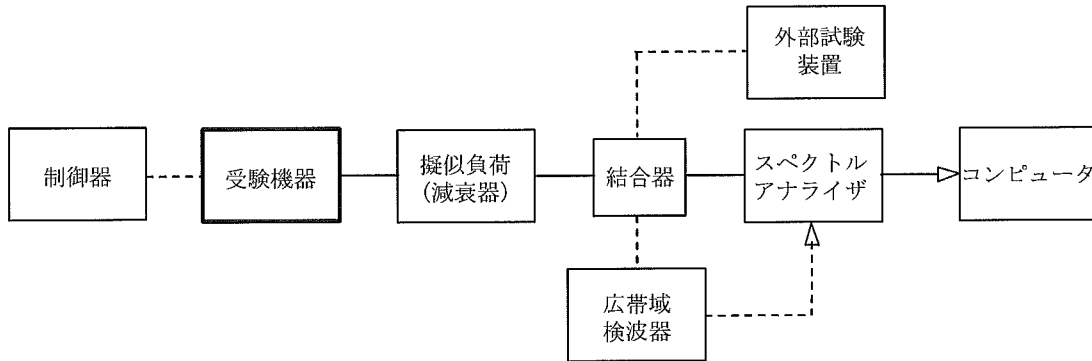 外部試験
装置
制御器
受験機器
擬似負荷
(減衰器)
結合器
スペクトル
アナライザ
コンピュータ
広帯域
検波器